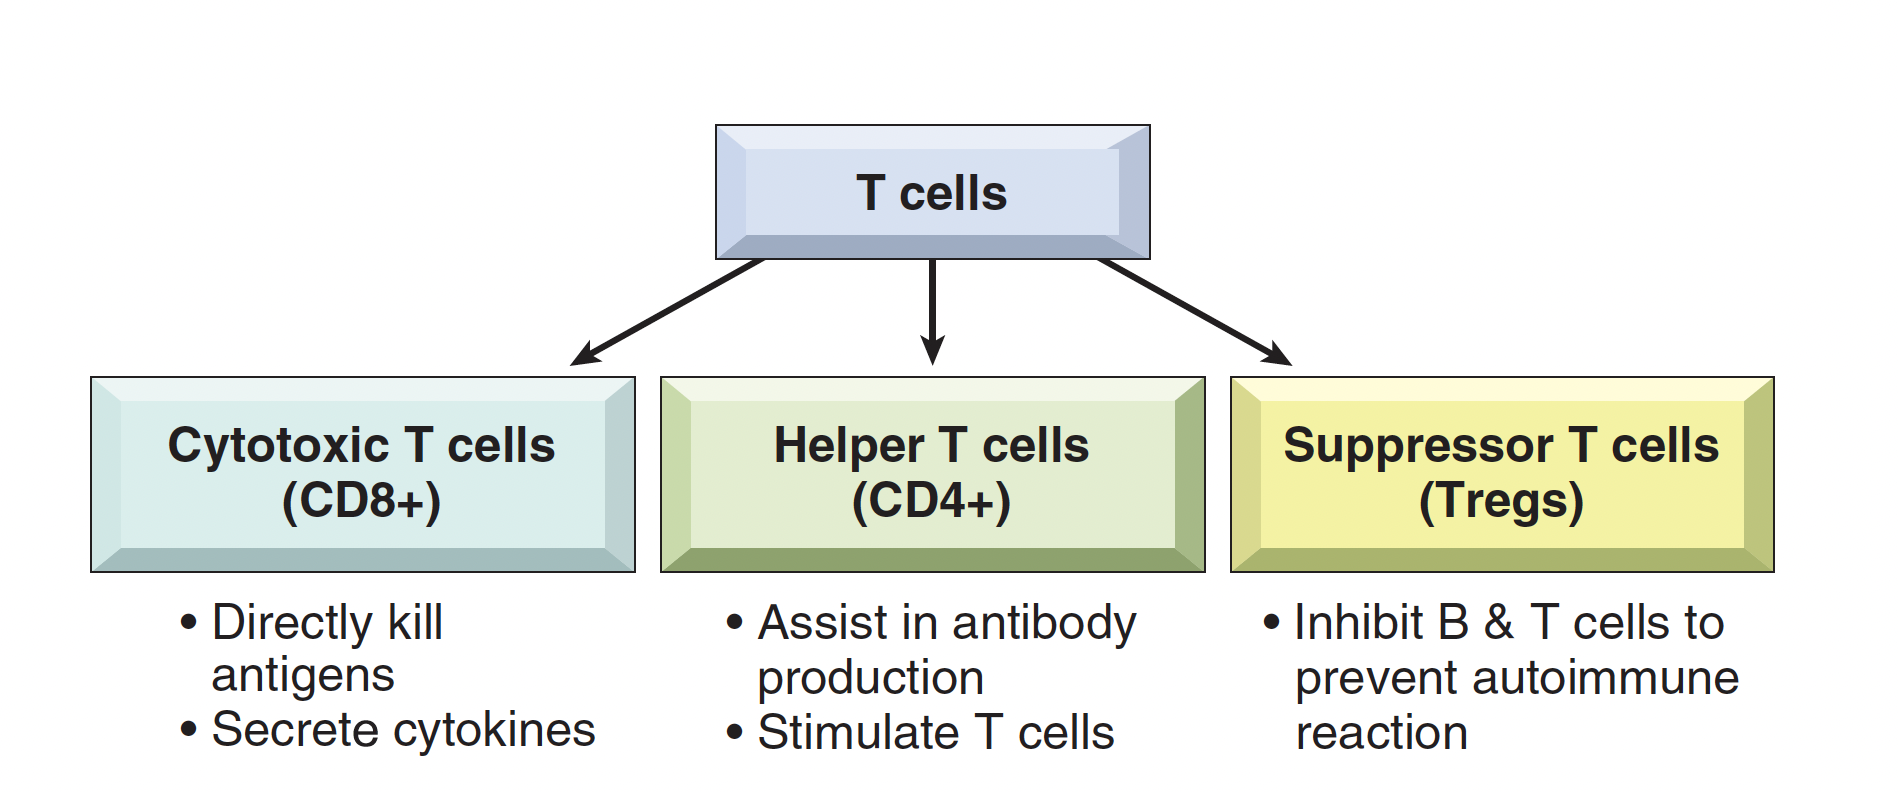 T cells
Cytotoxic T cells
(CD8+)
• Directly kill
antigens
• Secrete cytokines
Helper T cells
(CD4+)
• Assist in antibody
production
• Stimulate T cells
Suppressor T cells
(Tregs)
• Inhibit B & T cells to
prevent autoimmune
reaction